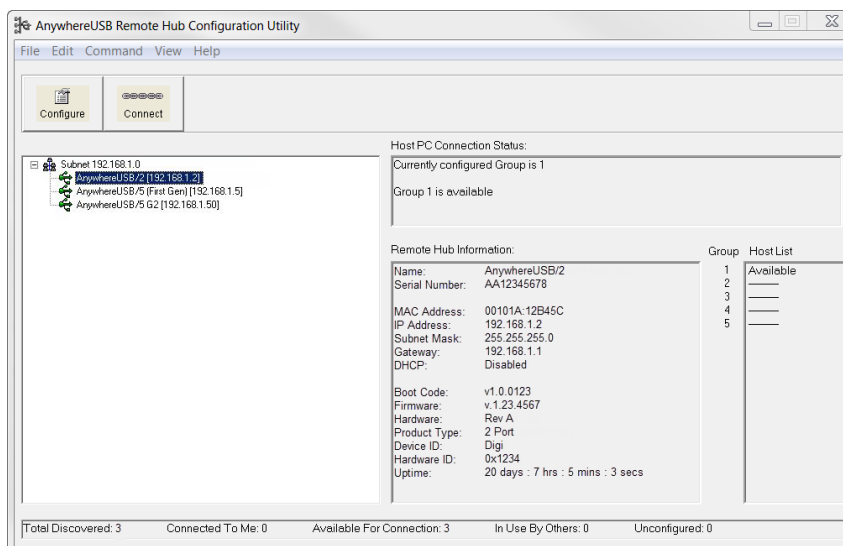 AnywhereUSB Remote Hub Configuration Utility
File Edit Command View Help
Configure Connect
Subnet 192.168.1.0
AnywhereUSB/2 [192.168.1.2]
AnywhereUSB/5 (First Gen) [192.168.1.5]
AnywhereUSB/5 G2 [192.168.1.50]
Host PC Connection Status:
Currently configured Group is 1
Group 1 is available
Remote Hub Information:
Name: AnywhereUSB/2
Serial Number: AA12345678
MAC Address: 00101A:12B45C
IP Address: 192.168.1.2
Subnet Mask: 255.255.255.0
Gateway: 192.168.1.1
DHCP: Disabled
Boot Code: v1.0.0123
Firmware: v.1.23.4567
Hardware: Rev A
Product Type: 2 Port
Device ID: Digi
Hardware ID: 0x1234
Uptime: 20 days : 7 hrs : 5 mins : 3 secs
Group Host List
1 Available
2
3
4
5
Total Discovered: 3 Connected To Me: 0 Available For Connection: 3 In Use By Others: 0 Unconfigured: 0